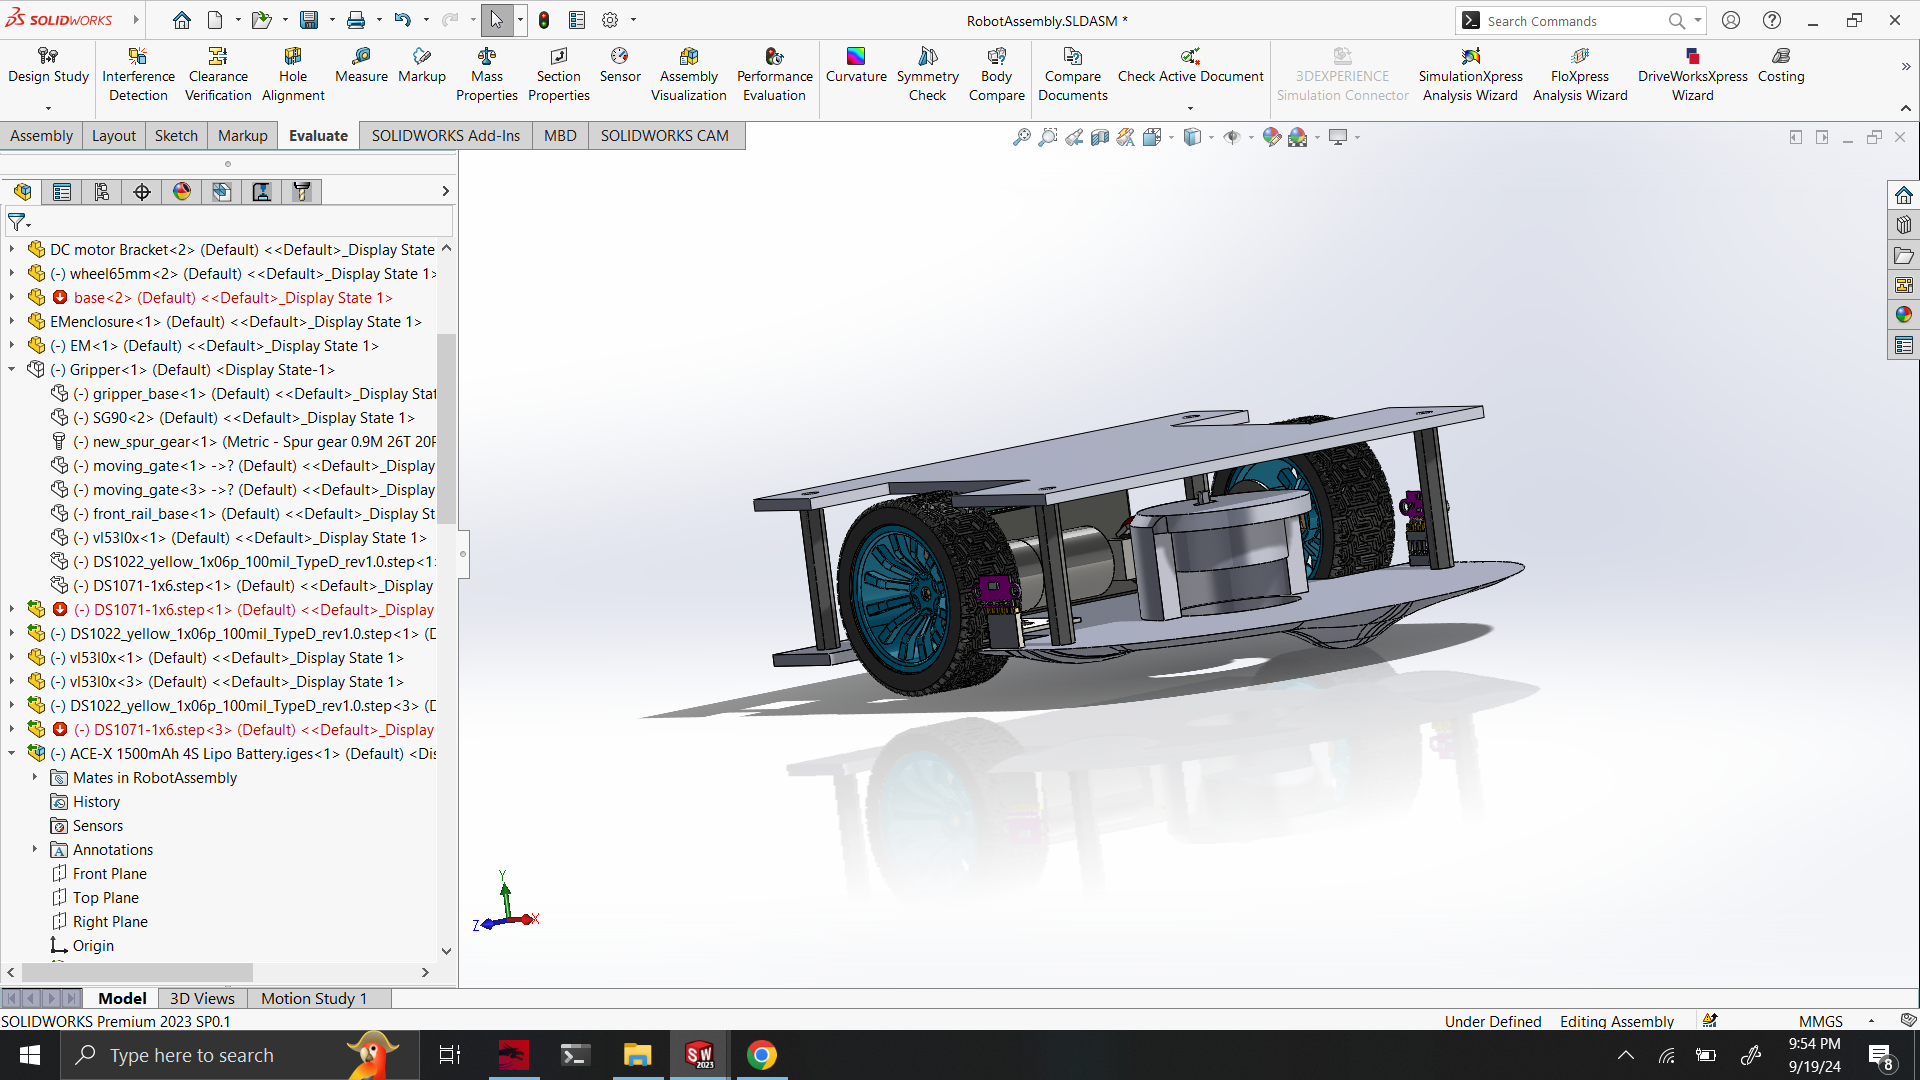 SOLIDWORKS
RobotAssembly.SLDASM *
Search Commands
Design Study
Interference Detection
Clearance Verification
Hole Alignment
Measure
Markup
Mass Properties
Section Properties
Sensor
Assembly Visualization
Performance Evaluation
Curvature
Symmetry Check
Body Compare
Compare Documents
Check Active Document
3DEXPERIENCE Simulation Connector
SimulationXpress Analysis Wizard
FloXpress Analysis Wizard
DriveWorksXpress Wizard
Costing
Assembly
Layout
Sketch
Markup
Evaluate
SOLIDWORKS Add-Ins
MBD
SOLIDWORKS CAM
DC motor Bracket<2> (Default) <<Default>_Display State
(-) wheel65mm<2> (Default) <<Default>_Display State 1>
base<2> (Default) <<Default>_Display State 1>
EMenclosure<1> (Default) <<Default>_Display State 1>
(-) EM<1> (Default) <<Default>_Display State 1>
(-) Gripper<1> (Default) <Display State-1>
(-) gripper_base<1> (Default) <<Default>_Display Stat
(-) SG90<2> (Default) <<Default>_Display State 1>
(-) new_spur_gear<1> (Metric - Spur gear 0.9M 26T 20P
(-) moving_gate<1> ->? (Default) <<Default>_Display
(-) moving_gate<3> ->? (Default) <<Default>_Display
(-) front_rail_base<1> (Default) <<Default>_Display St
(-) vl53l0x<1> (Default) <<Default>_Display State 1>
(-) DS1022_yellow_1x06p_100mil_TypeD_rev1.0.step<1>
(-) DS1071-1x6.step<1> (Default) <<Default>_Display
(-) DS1071-1x6.step<1> (Default) <<Default>_Display
DS1022_yellow_1x06p_100mil_TypeD_rev1.0.step<1> (D
(-) vl53l0x<1> (Default) <<Default>_Display State 1>
(-) vl53l0x<3> (Default) <<Default>_Display State 1>
DS1022_yellow_1x06p_100mil_TypeD_rev1.0.step<3> (D
(-) DS1071-1x6.step<3> (Default) <<Default>_Display
(-) ACE-X 1500mAh 4S Lipo Battery.iges<1> (Default) <Dis
Mates in RobotAssembly
History
Sensors
Annotations
Front Plane
Top Plane
Right Plane
Origin
Y
Z
X
Model
3D Views
Motion Study 1
SOLIDWORKS Premium 2023 SP0.1
Under Defined
Editing Assembly
MMGS
Type here to search
SW 2023
9:54 PM
9/19/24
8